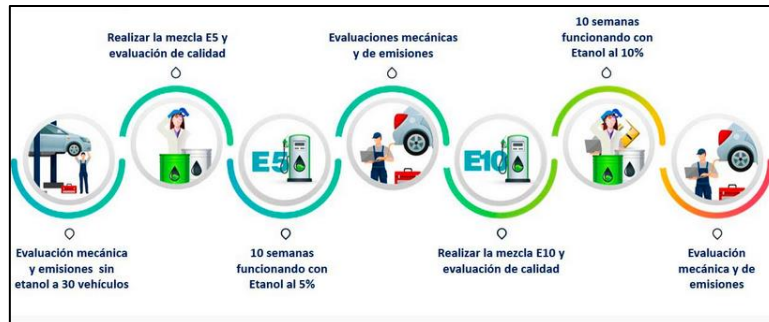 Evaluación mecánica
y emisiones sin
etanol a 30 vehículos
Realizar la mezcla E5 y
evaluación de calidad
E5
10 semanas
funcionando con
Etanol al 5%
Evaluaciones mecánicas
y de emisiones
E10
Realizar la mezcla E10 y
evaluación de calidad
10 semanas
funcionando con
Etanol al 10%
Evaluación
mecánica y de
emisiones